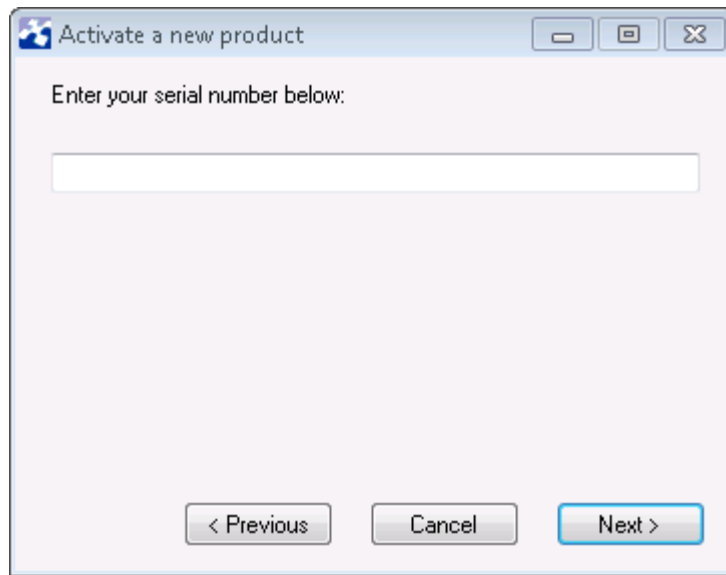 Activate a new product
Enter your serial number below:
< Previous
Cancel
Next >